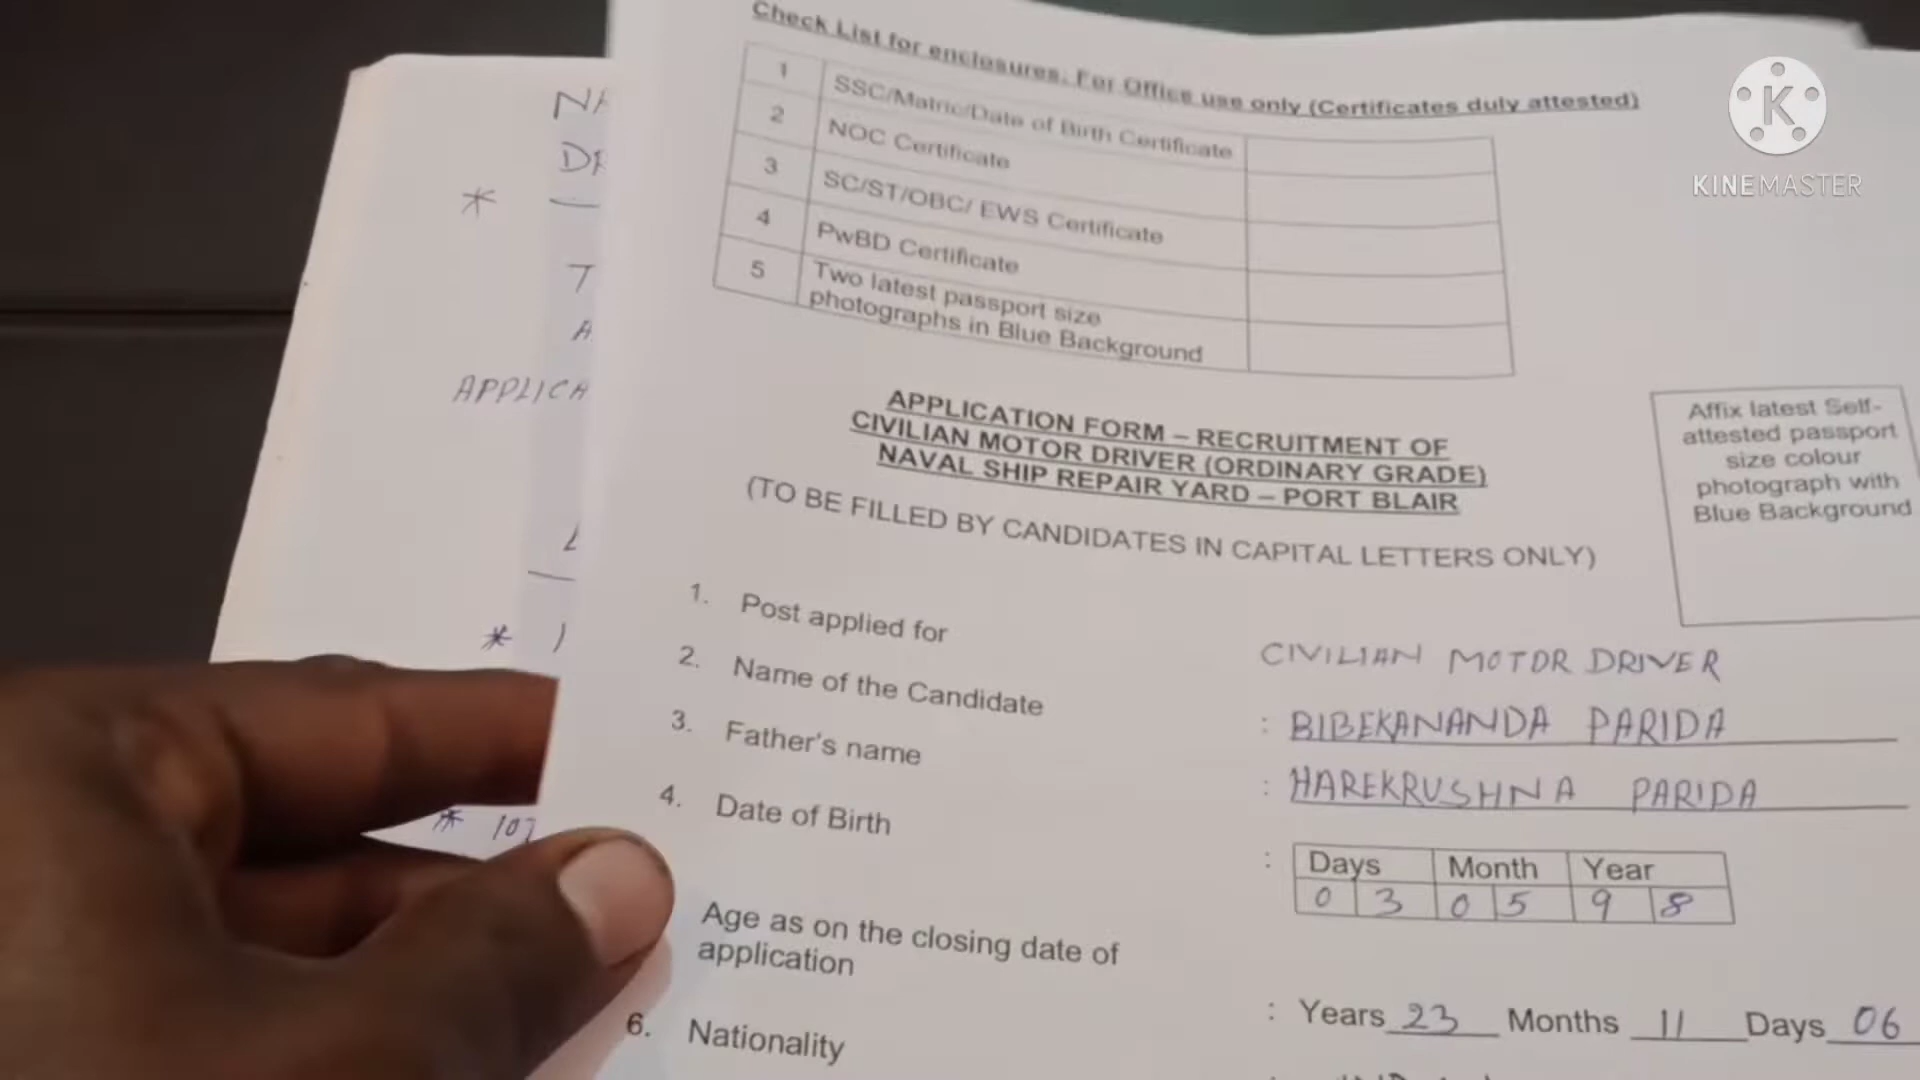 Check List for enclosures. For Office use only (Certificates duly attested)
1 SSC/Matric/Date of Birth Certificate
2 NOC Certificate
3 SC/ST/OBC/ EWS Certificate
4 PwBD Certificate
5 Two latest passport size
photographs in Blue Background
KINEMASTER
APPLICATION FORM – RECRUITMENT OF
CIVILIAN MOTOR DRIVER (ORDINARY GRADE)
NAVAL SHIP REPAIR YARD – PORT BLAIR
(TO BE FILLED BY CANDIDATES IN CAPITAL LETTERS ONLY)
Affix latest Self-
attested passport
size colour
photograph with
Blue Background
1. Post applied for CIVILIAN MOTOR DRIVER
2. Name of the Candidate : BIBEKANANDA PARIDA
3. Father's name : HAREKRUSHNA PARIDA
4. Date of Birth :
Days Month Year
0 3 0 5 9 8
Age as on the closing date of
application : Years 23 Months 11 Days 06
6. Nationality :
APPLICA
* 107